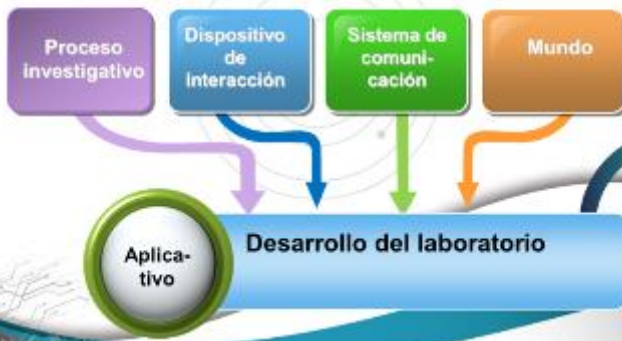 Proceso
investigativo
Dispositivo
de
interacción
Sistema de
comuni-
cación
Mundo
Aplica-
tivo
Desarrollo del laboratorio